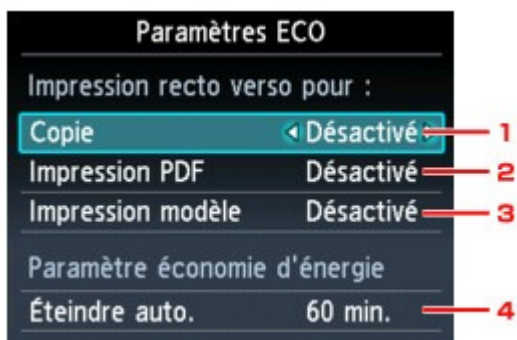 Paramètres ECO
Impression recto verso pour :
Copie Désactivé 1
Impression PDF Désactivé 2
Impression modèle Désactivé 3
Paramètre économie d'énergie
Éteindre auto. 60 min. 4